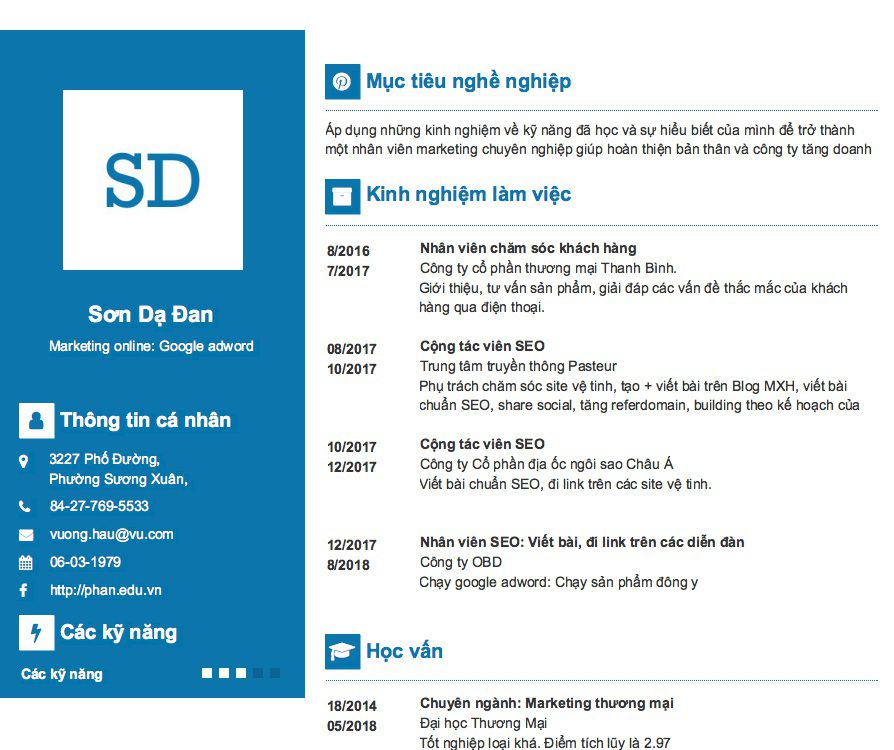 SD
Sơn Dạ Đan
Marketing online: Google adword
Thông tin cá nhân
3227 Phố Đường,
Phường Sương Xuân,
84-27-769-5533
vuong.hau@vu.com
06-03-1979
http://phan.edu.vn
Các kỹ năng
Các kỹ năng
Mục tiêu nghề nghiệp
Áp dụng những kinh nghiệm về kỹ năng đã học và sự hiểu biết của mình để trở thành
một nhân viên marketing chuyên nghiệp giúp hoàn thiện bản thân và công ty tăng doanh
Kinh nghiệm làm việc
8/2016
7/2017
Nhân viên chăm sóc khách hàng
Công ty cổ phần thương mại Thanh Bình.
Giới thiệu, tư vấn sản phẩm, giải đáp các vấn đề thắc mắc của khách
hàng qua điện thoại.
08/2017
10/2017
Cộng tác viên SEO
Trung tâm truyền thông Pasteur
Phụ trách chăm sóc site vệ tinh, tạo + viết bài trên Blog MXH, viết bài
chuẩn SEO, share social, tăng referdomain, building theo kế hoạch của
10/2017
12/2017
Cộng tác viên SEO
Công ty Cổ phần địa ốc ngôi sao Châu Á
Viết bài chuẩn SEO, đi link trên các site vệ tinh.
12/2017
8/2018
Nhân viên SEO: Viết bài, đi link trên các diễn đàn
Công ty OBD
Chạy google adword: Chạy sản phẩm đông y
Học vấn
18/2014
05/2018
Chuyên ngành: Marketing thương mại
Đại học Thương Mại
Tốt nghiệp loại khá. Điểm tích lũy là 2.97